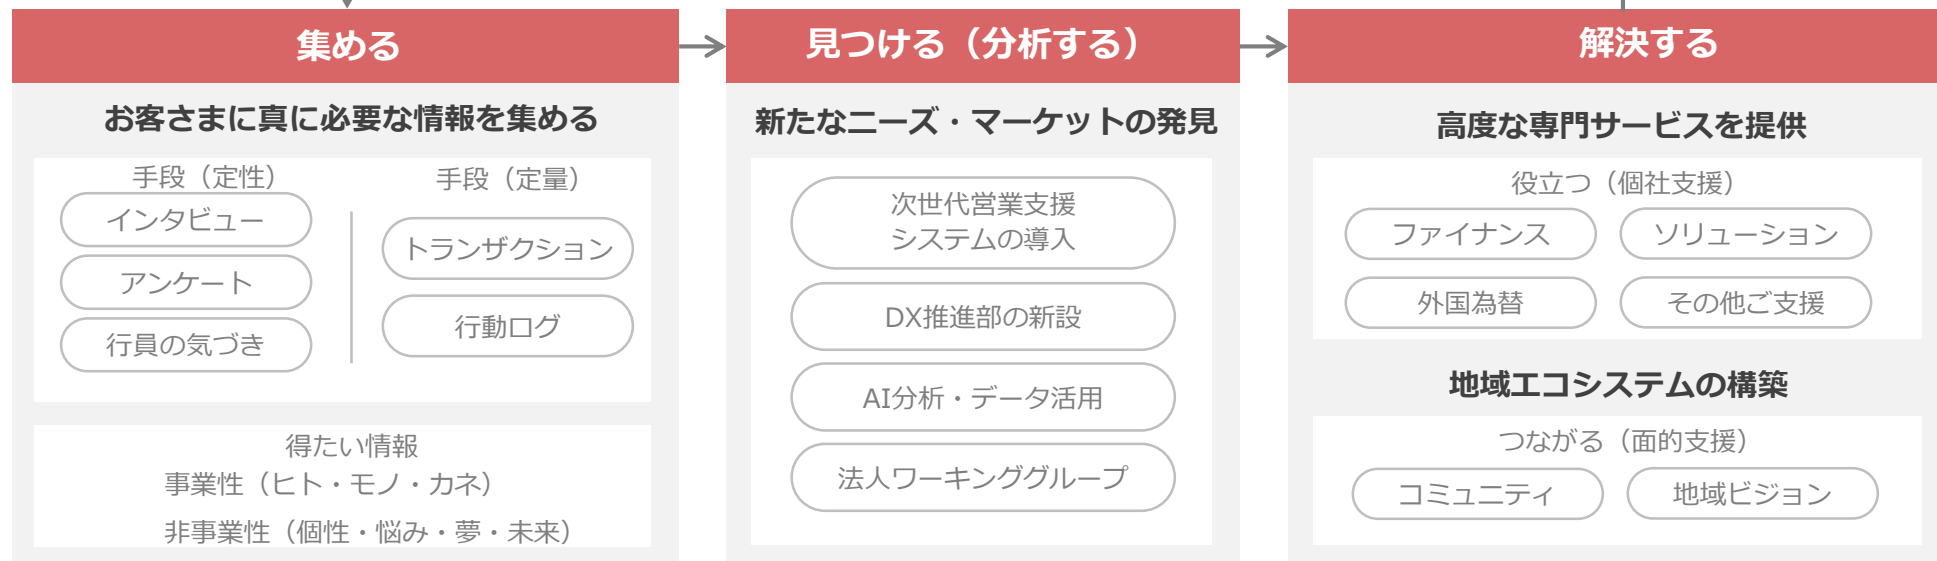 集める
お客さまに真に必要な情報を集める
手段（定性）
インタビュー
アンケート
行員の気づき
手段（定量）
トランザクション
行動ログ
得たい情報
事業性（ヒト・モノ・カネ）
非事業性（個性・悩み・夢・未来）
見つける（分析する）
新たなニーズ・マーケットの発見
次世代営業支援
システムの導入
DX推進部の新設
AI分析・データ活用
法人ワーキンググループ
解決する
高度な専門サービスを提供
役立つ（個社支援）
ファイナンス
ソリューション
外国為替
その他ご支援
地域エコシステムの構築
つながる（面的支援）
コミュニティ
地域ビジョン